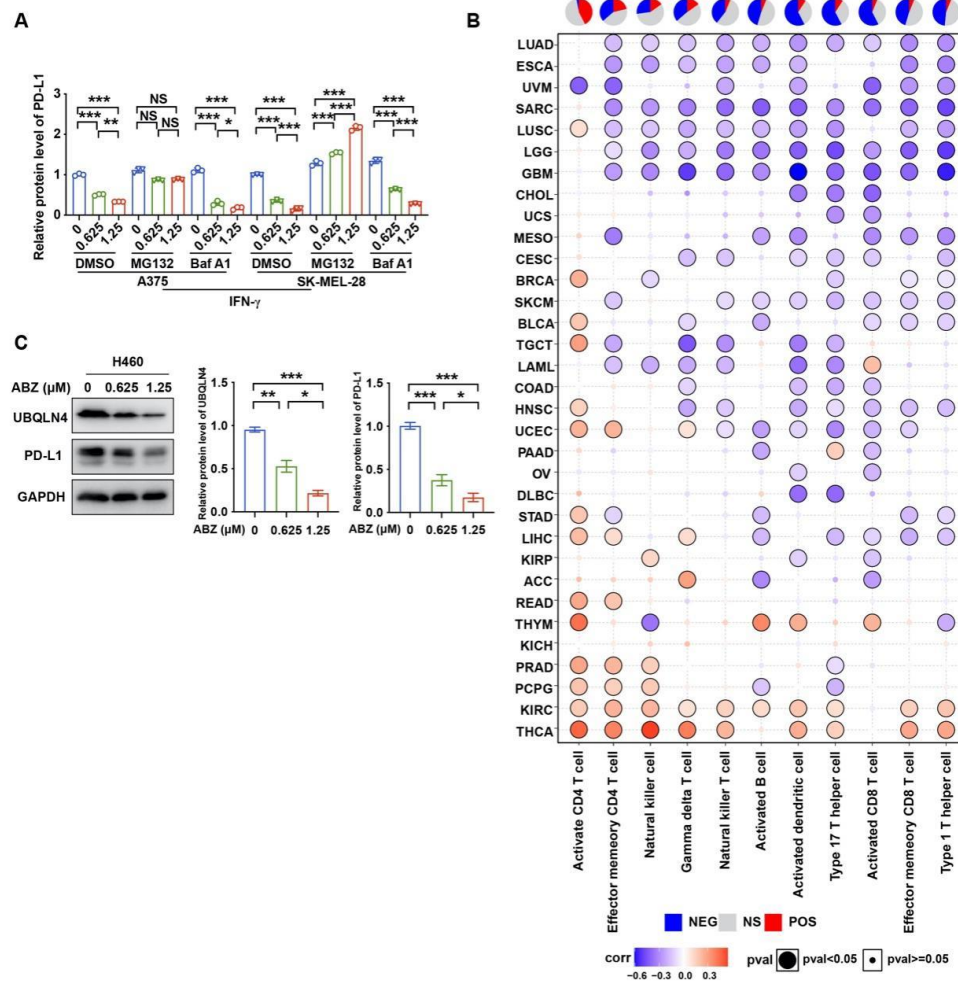 A
Relative protein level of PD-L1
3
2
1
0
*** NS *** *** *** ***
*** ** NS NS *** * *** *** *** *** *** ***
0 0.625 1.25 0 0.625 1.25 0 0.625 1.25 0 0.625 1.25 0 0.625 1.25 0 0.625 1.25
DMSO MG132 Baf A1 DMSO MG132 Baf A1
A375 SK-MEL-28
IFN-γ
B
LUAD
ESCA
UVM
SARC
LUSC
LGG
GBM
CHOL
UCS
MESO
CESC
BRCA
SKCM
BLCA
TGCT
LAML
COAD
HNSC
UCEC
PAAD
OV
DLBC
STAD
LIHC
KIRP
ACC
READ
THYM
KICH
PRAD
PCPG
KIRC
THCA
Activate CD4 T cell
Effector memeory CD4 T cell
Natural killer cell
Gamma delta T cell
Natural killer T cell
Activated B cell
Activated dendritic cell
Type 17 T helper cell
Activated CD8 T cell
Effector memeory CD8 T cell
Type 1 T helper cell
NEG NS POS
corr
-0.6 -0.3 0.0 0.3
pval pval<0.05 pval>=0.05
C
H460
ABZ (μM) 0 0.625 1.25
UBQLN4
PD-L1
GAPDH
Relative protein level of UBQLN4
1.5
1.0
0.5
0.0
***
** *
ABZ (μM) 0 0.625 1.25
Relative protein level of PD-L1
1.5
1.0
0.5
0.0
***
*** *
ABZ (μM) 0 0.625 1.25